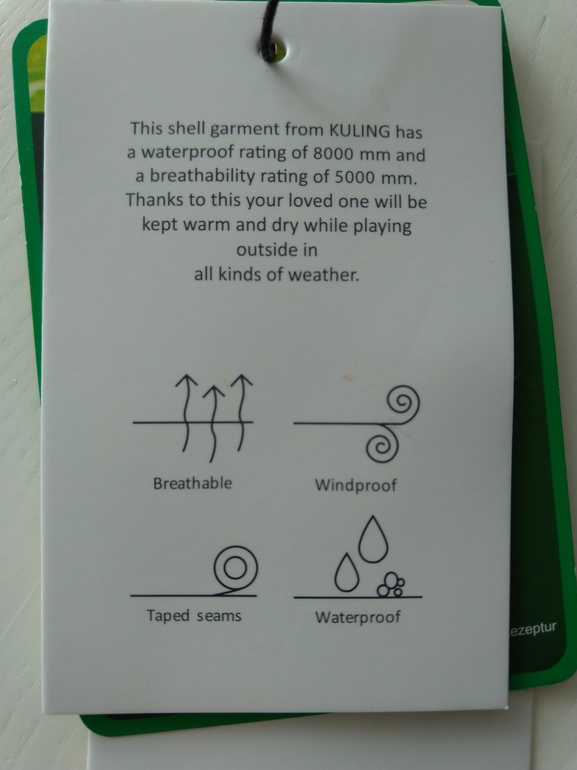 This shell garment from KULING has
a waterproof rating of 8000 mm and
a breathability rating of 5000 mm.
Thanks to this your loved one will be
kept warm and dry while playing
outside in
all kinds of weather.
Breathable
Windproof
Taped seams
Waterproof
ezeptur